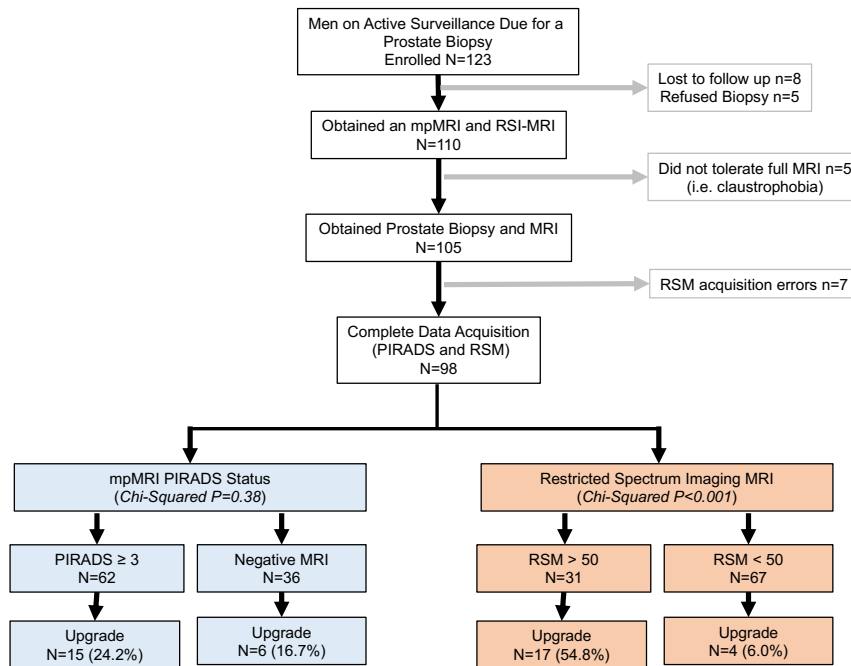 Men on Active Surveillance Due for a
Prostate Biopsy
Enrolled N=123
Lost to follow up n=8
Refused Biopsy n=5
Obtained an mpMRI and RSI-MRI
N=110
Did not tolerate full MRI n=5
(i.e. claustrophobia)
Obtained Prostate Biopsy and MRI
N=105
RSM acquisition errors n=7
Complete Data Acquisition
(PIRADS and RSM)
N=98
mpMRI PIRADS Status
(Chi-Squared P=0.38)
PIRADS ≥ 3
N=62
Negative MRI
N=36
Upgrade
N=15 (24.2%)
Upgrade
N=6 (16.7%)
Restricted Spectrum Imaging MRI
(Chi-Squared P<0.001)
RSM > 50
N=31
RSM < 50
N=67
Upgrade
N=17 (54.8%)
Upgrade
N=4 (6.0%)